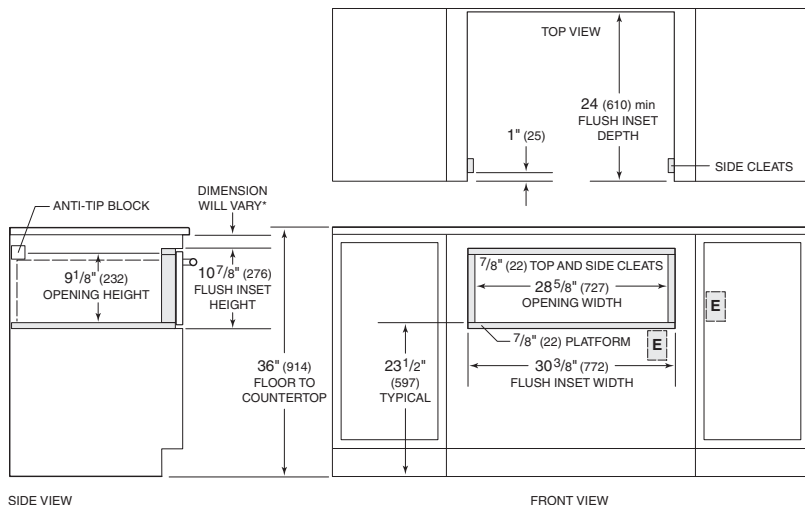 TOP VIEW
24 (610) min
FLUSH INSET
DEPTH
1" (25)
SIDE CLEATS
ANTI-TIP BLOCK
DIMENSION
WILL VARY*
9 1/8" (232)
OPENING HEIGHT
10 7/8" (276)
FLUSH INSET
HEIGHT
36" (914)
FLOOR TO
COUNTERTOP
7/8" (22) TOP AND SIDE CLEATS
28 5/8" (727)
OPENING WIDTH
E
7/8" (22) PLATFORM
E
23 1/2"
(597)
TYPICAL
30 3/8" (772)
FLUSH INSET WIDTH
SIDE VIEW
FRONT VIEW